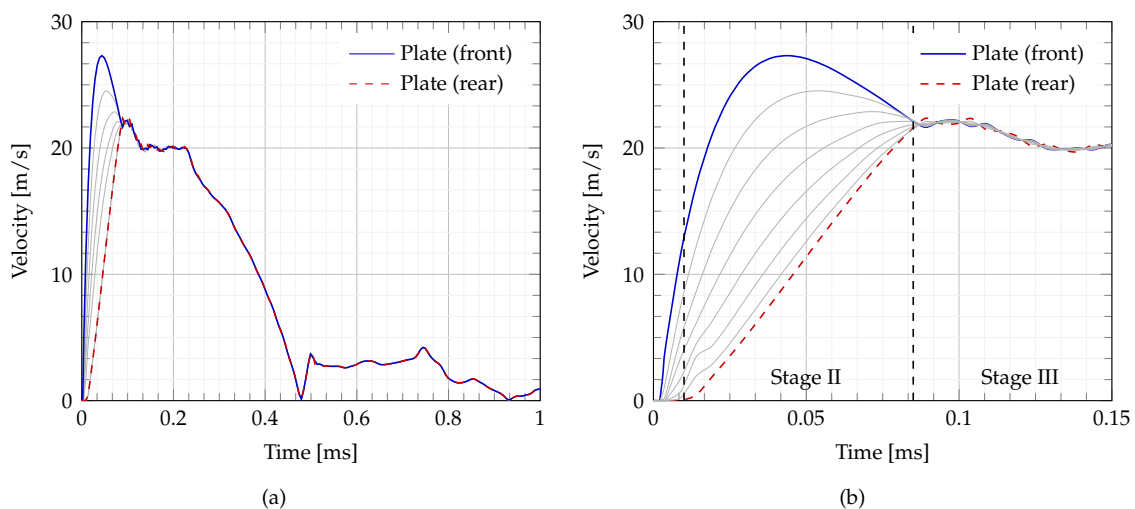 30
20
10
0
0
0.2
0.4
0.6
0.8
1
Velocity [m/s]
Time [ms]
Plate (front)
Plate (rear)
(a)
30
20
10
0
0
0.05
0.1
0.15
Velocity [m/s]
Time [ms]
Plate (front)
Plate (rear)
Stage II
Stage III
(b)